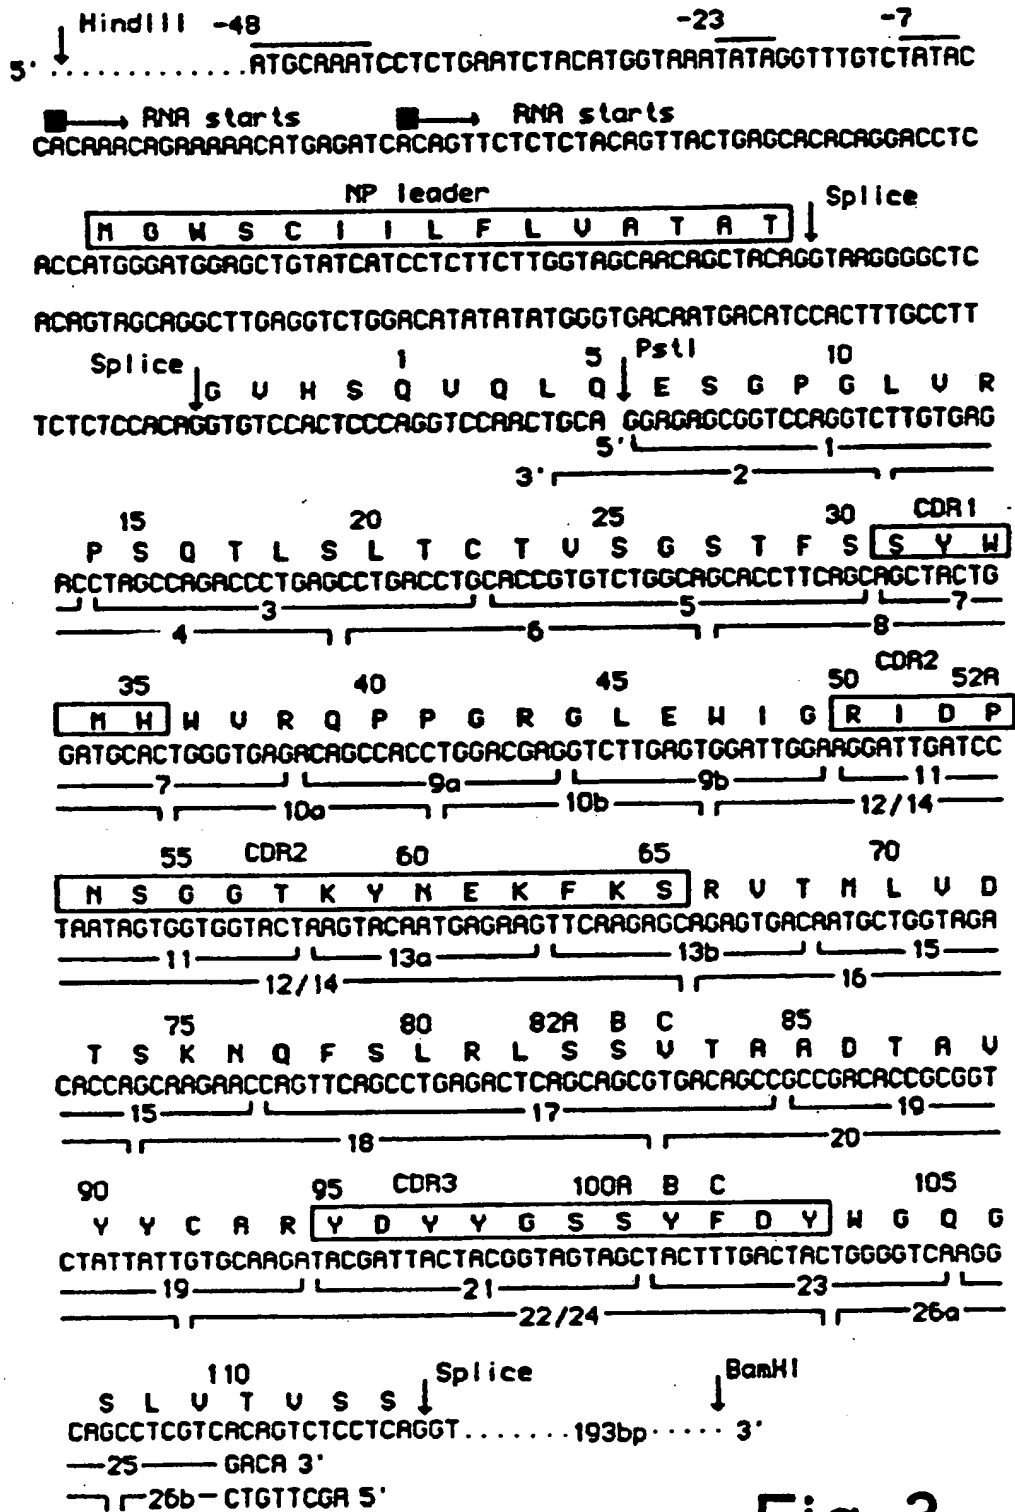 HindIII -48 -23 -7
5' ............ATGCAAATCCTCTGAATCTACATGGTAAATATAGGTTTGTCTATAC
RNA starts RNA starts
CACAAACAGAAAAACATGAGATCACAGTTCTCTCTACAGTTACTGAGCACACAGGACCTC
NP leader Splice
M G W S C I I L F L V A T A T
ACCATGGGATGGAGCTGTATCATCCTCTTCTTGGTAGCAACAGCTACAGGTAAGGGGCTC
ACAGTAGCAGGCTTGAGGTCTGGACATATATATGGGTGACAATGACATCCACTTTGCCTT
Splice 1 5 PstI 10
G V H S Q V Q L Q E S G P G L V R
TCTCTCCACAGGTGTCCACTCCCAGGTCCAACTGCA GGAGAGCGGTCCAGGTCTTGTGAG
5' 1
3' 2
15 20 25 30 CDR1
P S Q T L S L T C T V S G S T F S S Y W
ACCTAGCCAGACCCTGAGCCTGACCTGCACCGTGTCTGGCAGCACCTTCAGCAGCTACTG
3 5 7
4 6 8
35 40 45 50 CDR2 52A
M H W V R Q P P G R G L E W I G R I D P
GATGCACTGGGTGAGACAGCCACCTGGACGAGGTCTTGAGTGGATTGGAAGGATTGATCC
7 9a 9b 11
10a 10b 12/14
55 CDR2 60 65 70
N S G G T K Y N E K F K S R V T M L V D
TAATAGTGGTGGTACTAAGTACAATGAGAAGTTCAAGAGCAGAGTGACAATGCTGGTAGA
11 13a 13b 15
12/14 16
75 80 82A B C 85
T S K N Q F S L R L S S V T A A D T A V
CACCAGCAAGAACCAGTTCAGCCTGAGACTCAGCAGCGTGACAGCCGCCGACACCGCGGT
15 17 19
18 20
90 95 CDR3 100A B C 105
Y Y C A R Y D Y Y G S S Y F D Y W G Q G
CTATTATTGTGCAAGATACGATTACTACGGTAGTAGCTACTTTGACTACTGGGGTCAAGG
19 21 23
22/24 26a
110 Splice BamHI
S L V T V S S
CAGCCTCGTCACAGTCTCCTCAGGT.......193bp..... 3'
25 GACA 3'
26b CTGTTCGA 5'